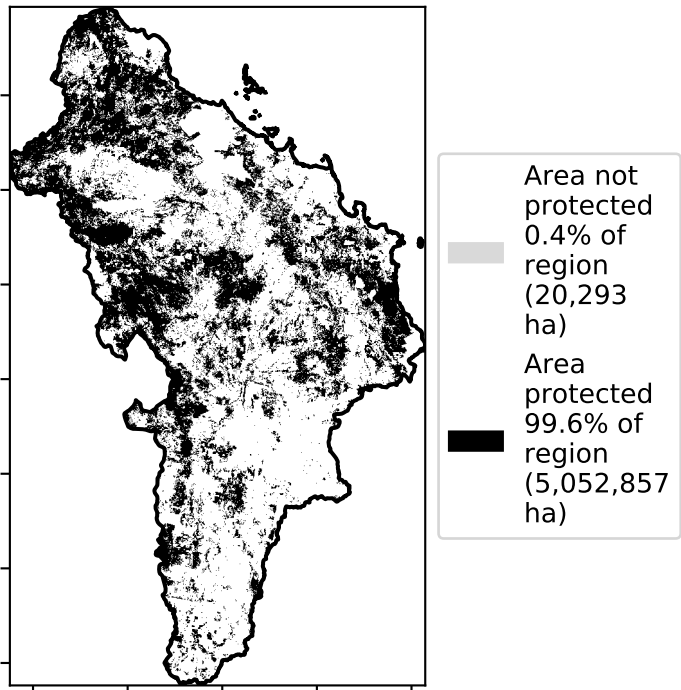 Area not
protected
0.4% of
region
(20,293
ha)
Area
protected
99.6% of
region
(5,052,857
ha)